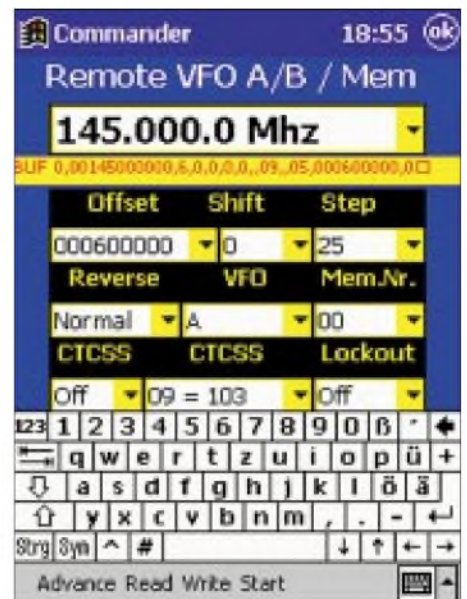 Commander 18:55 ok
Remote VFO A/B / Mem
145.000.0 Mhz
BUF 0,00145000000,6,0,0,0,0,,09,,05,000600000,0□
Offset Shift Step
000600000 0 25
Reverse VFO Mem.Nr.
Normal A 00
CTCSS CTCSS Lockout
Off 09 = 103 Off
123 1 2 3 4 5 6 7 8 9 0 ß ´
q w e r t z u i o p ü +
a s d f g h j k l ö ä
y x c v b n m , . -
Strg Syn ^ # ↓ ↑ ← →
Advance Read Write Start